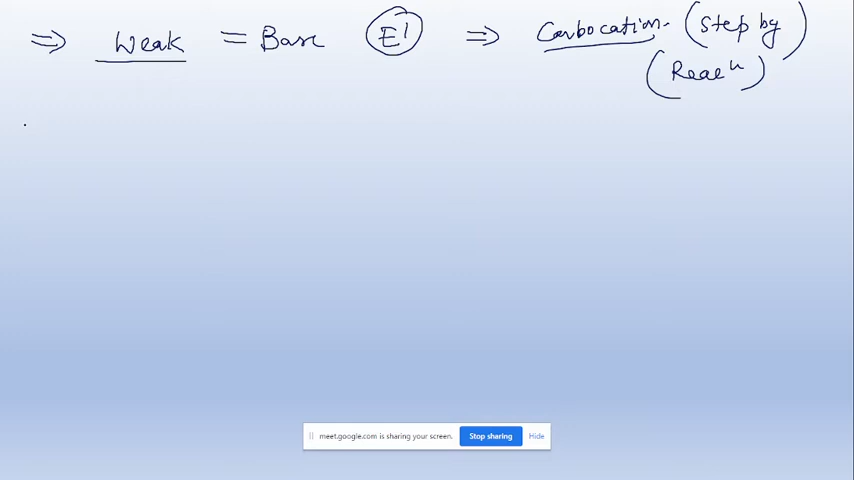 ⇒ Weak = Base E1 ⇒ Carbocation. (Step by)
(Reacⁿ)
meet.google.com is sharing your screen. Stop sharing Hide